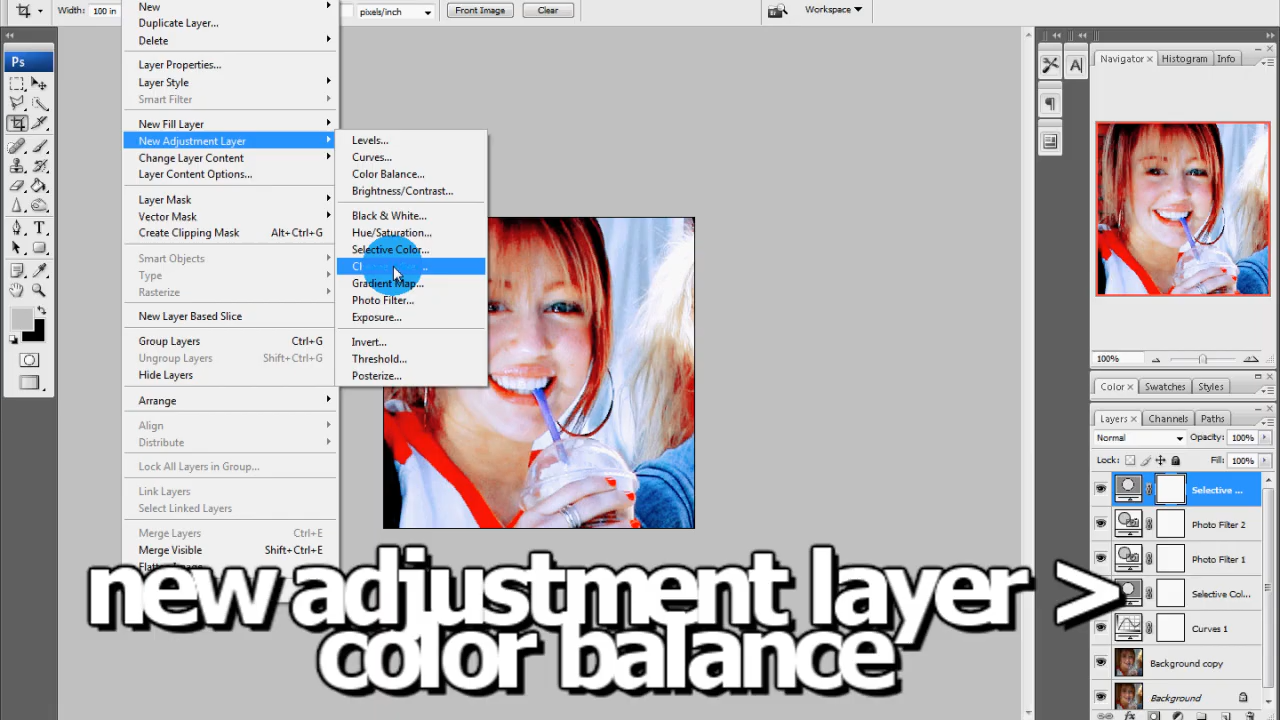 Width: 100 in
pixels/inch
Front Image
Clear
Workspace
Ps
New
Duplicate Layer...
Delete
Layer Properties...
Layer Style
Smart Filter
New Fill Layer
New Adjustment Layer
Change Layer Content
Layer Content Options...
Layer Mask
Vector Mask
Create Clipping Mask Alt+Ctrl+G
Smart Objects
Type
Rasterize
New Layer Based Slice
Group Layers Ctrl+G
Ungroup Layers Shift+Ctrl+G
Hide Layers
Arrange
Align
Distribute
Lock All Layers in Group...
Link Layers
Select Linked Layers
Merge Layers Ctrl+E
Merge Visible Shift+Ctrl+E
Levels...
Curves...
Color Balance...
Brightness/Contrast...
Black & White...
Hue/Saturation...
Selective Color...
Gradient Map...
Photo Filter...
Exposure...
Invert...
Threshold...
Posterize...
Navigator Histogram Info
100%
Color Swatches Styles
Layers Channels Paths
Normal Opacity: 100%
Lock: Fill: 100%
Selective ...
Photo Filter 2
Photo Filter 1
Selective Col...
Curves 1
Background copy
Background
new adjustment layer >
color balance